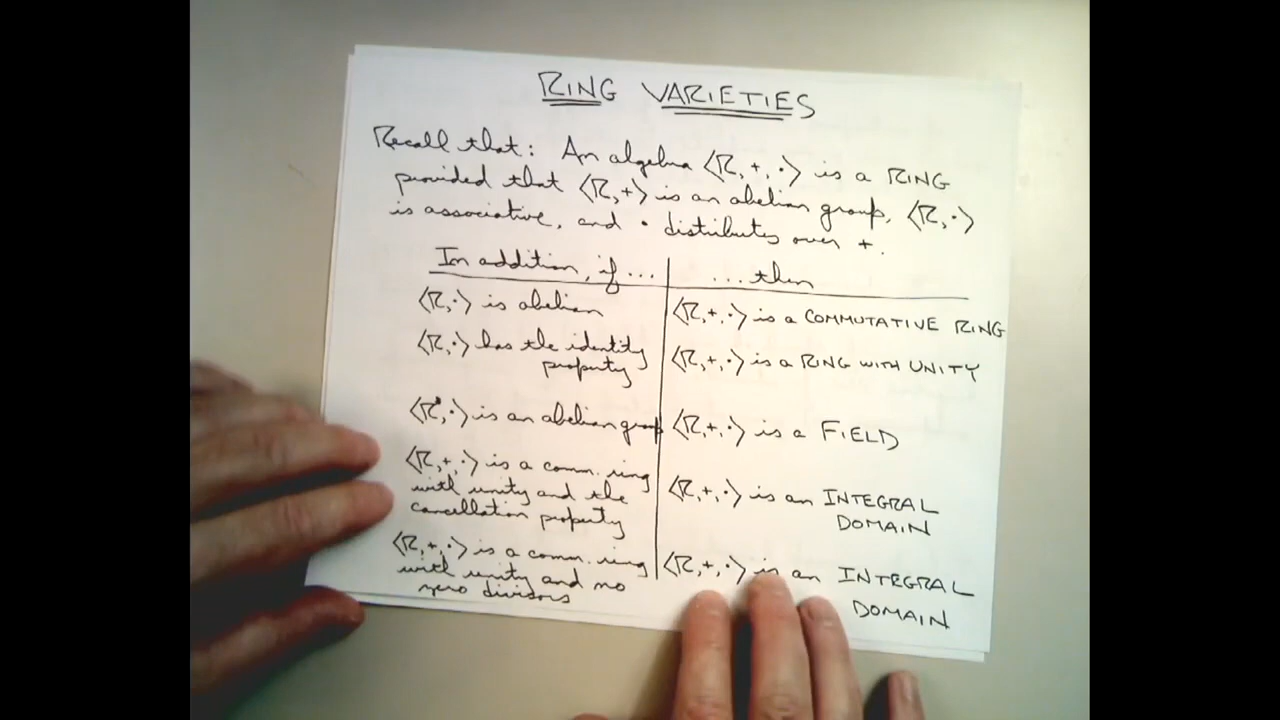 RING VARIETIES
Recall that: An algebra ⟨R, +, ·⟩ is a RING
provided that ⟨R, +⟩ is an abelian group, ⟨R, ·⟩
is associative, and · distributes over +.
In addition, if ... ... then
⟨R, ·⟩ is abelian ⟨R, +, ·⟩ is a COMMUTATIVE RING
⟨R, ·⟩ has the identity
property ⟨R, +, ·⟩ is a RING WITH UNITY
⟨R*, ·⟩ is an abelian group ⟨R, +, ·⟩ is a FIELD
⟨R, +, ·⟩ is a comm. ring
with unity and the
cancellation property
⟨R, +, ·⟩ is an INTEGRAL
DOMAIN
⟨R, +, ·⟩ is a comm. ring
with unity and no
zero divisors
⟨R, +, ·⟩ is an INTEGRAL
DOMAIN